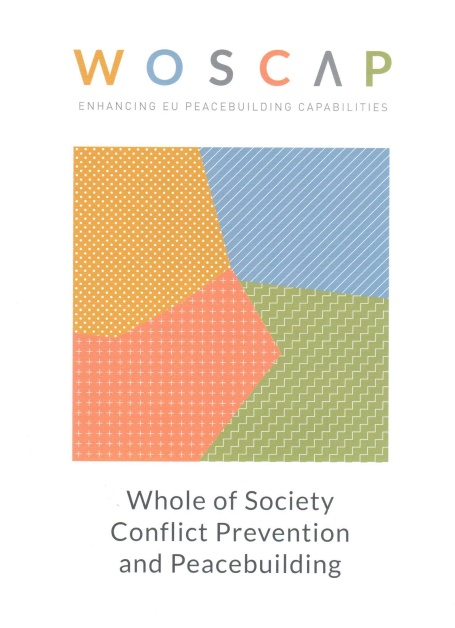 WOSCAP
ENHANCING EU PEACEBUILDING CAPABILITIES
Whole of Society
Conflict Prevention
and Peacebuilding